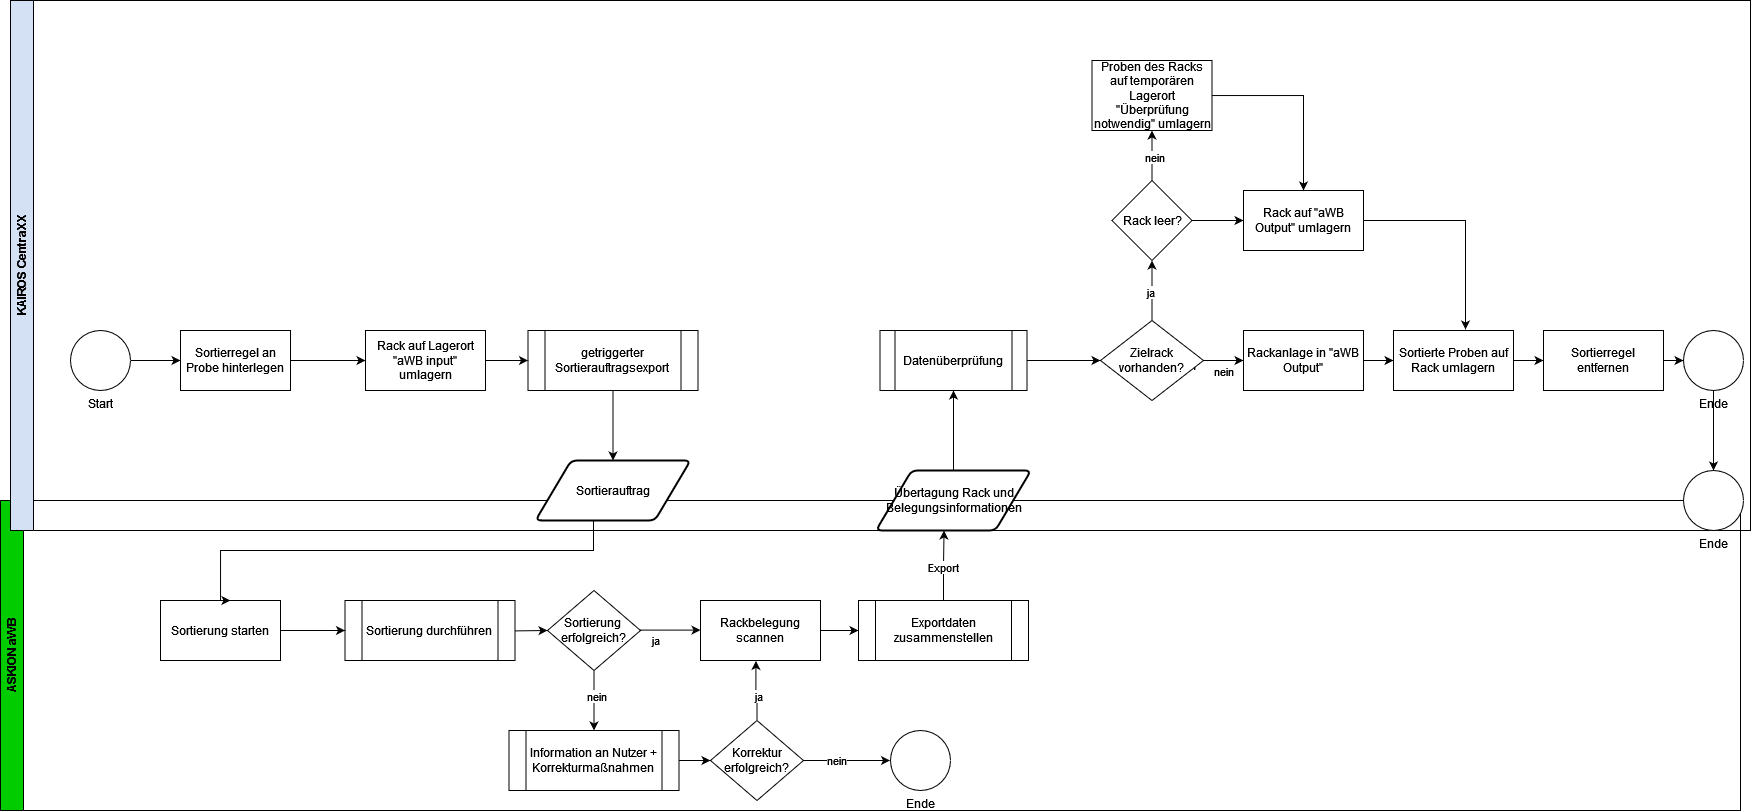 KAIROS CentraXX
Proben des Racks
auf temporären
Lagerort
"Überprüfung
notwendig" umlagern
nein
Rack leer?
Rack auf "aWB
Output" umlagern
ja
Start
Sortierregel an
Probe hinterlegen
Rack auf Lagerort
"aWB input"
umlagern
getriggerter
Sortierauftragsexport
Datenüberprüfung
Zielrack
vorhanden?
nein
Rackanlage in "aWB
Output"
Sortierte Proben auf
Rack umlagern
Sortierregel
entfernen
Ende
Sortierauftrag
Übertagung Rack und
Belegungsinformationen
Ende
ASKION aWB
Export
Sortierung starten
Sortierung durchführen
Sortierung
erfolgreich?
ja
Rackbelegung
scannen
Exportdaten
zusammenstellen
nein
ja
Information an Nutzer +
Korrekturmaßnahmen
Korrektur
erfolgreich?
nein
Ende